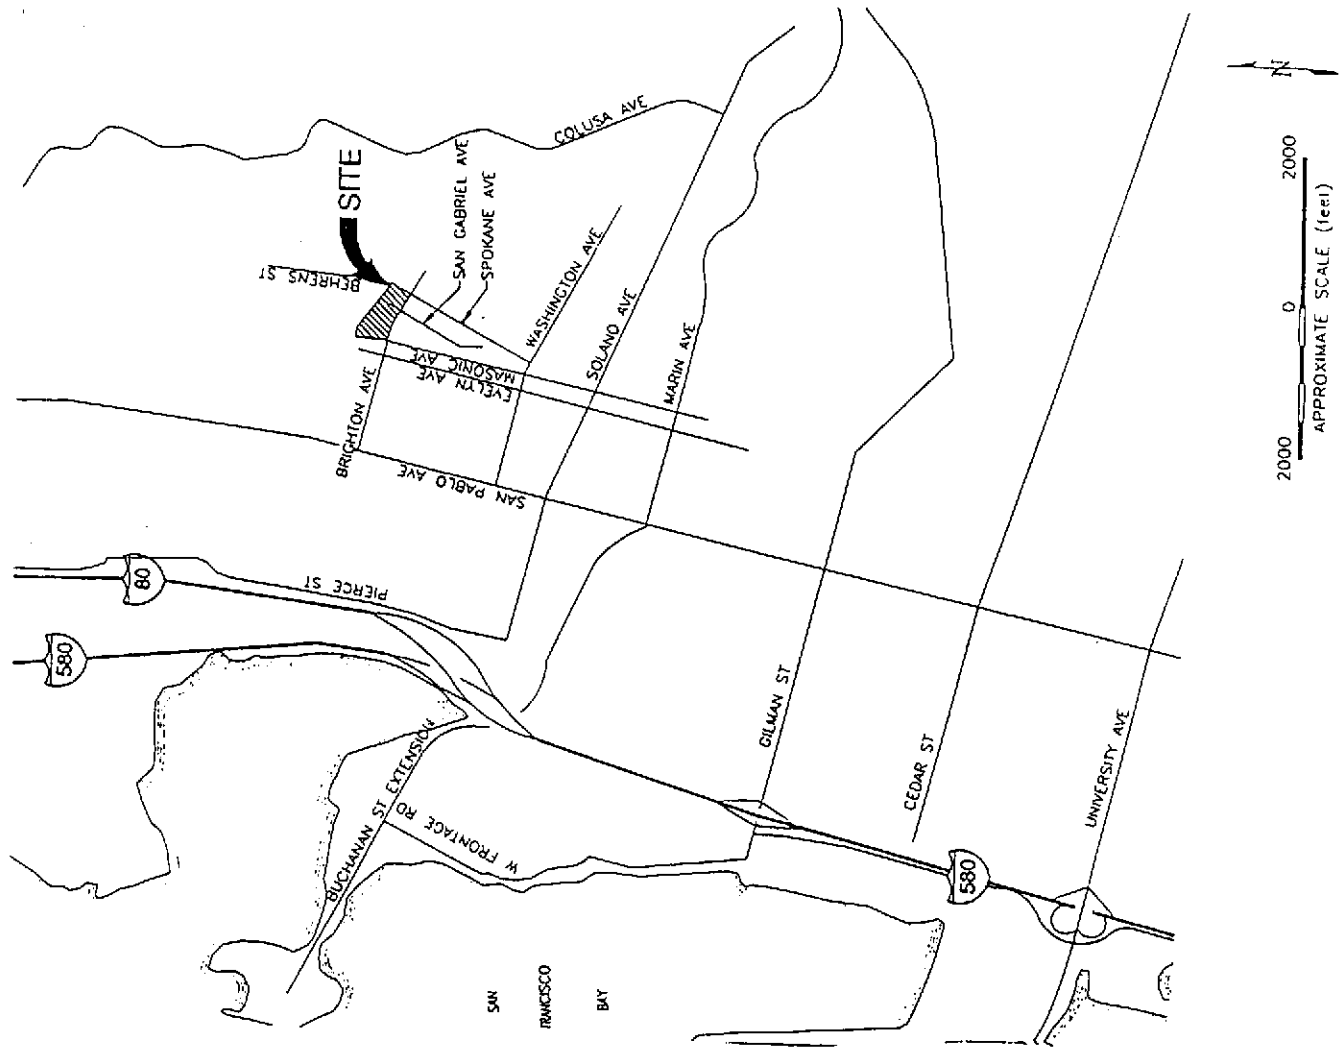 COLUSA AVE
SITE
SAN GABRIEL AVE
SPOKANE AVE
BEHRENS ST
WASHINGTON AVE
SOLANO AVE
MARIN AVE
MASONIC AVE
EVELYN AVE
BRIGHTON AVE
SAN PABLO AVE
PIERCE ST
80
580
BUCHANAN ST EXTENSION
W FRONTAGE RD
GILMAN ST
CEDAR ST
UNIVERSITY AVE
580
SAN
FRANCISCO
BAY
N
2000 0 2000
APPROXIMATE SCALE (feet)